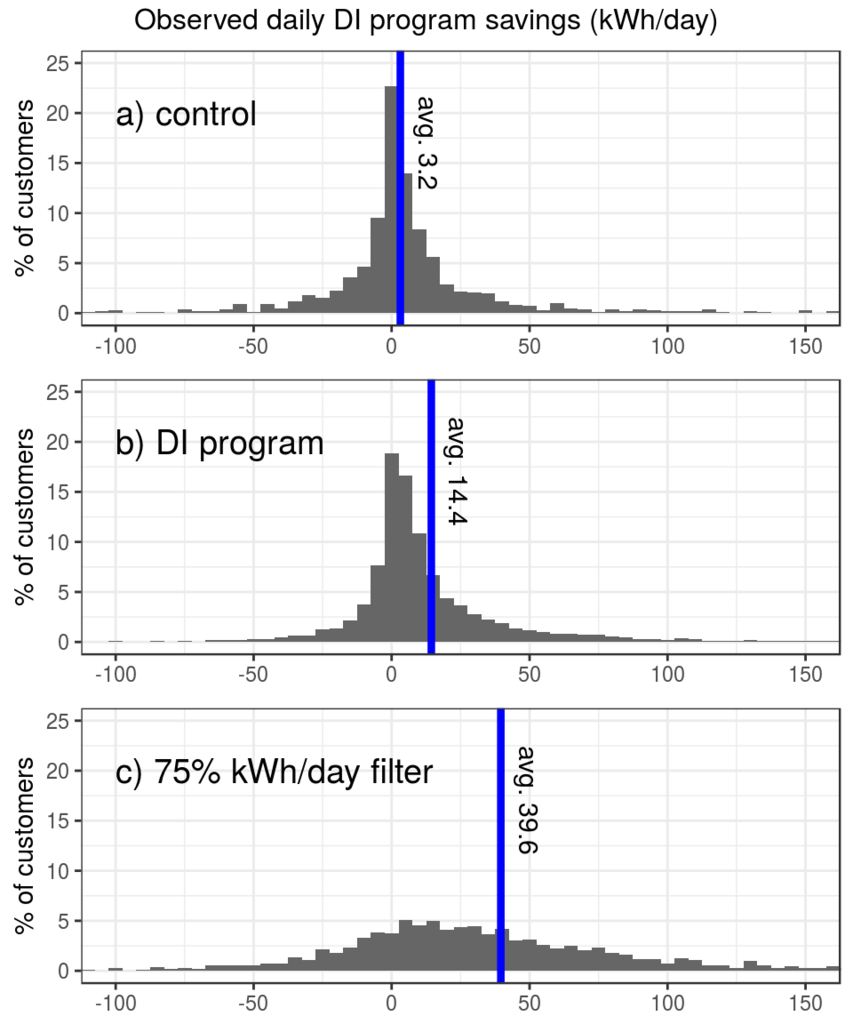 Observed daily DI program savings (kWh/day)
% of customers
25
20
15
10
5
0
a) control
avg. 3.2
-100 -50 0 50 100 150
% of customers
25
20
15
10
5
0
b) DI program
avg. 14.4
-100 -50 0 50 100 150
% of customers
25
20
15
10
5
0
c) 75% kWh/day filter
avg. 39.6
-100 -50 0 50 100 150